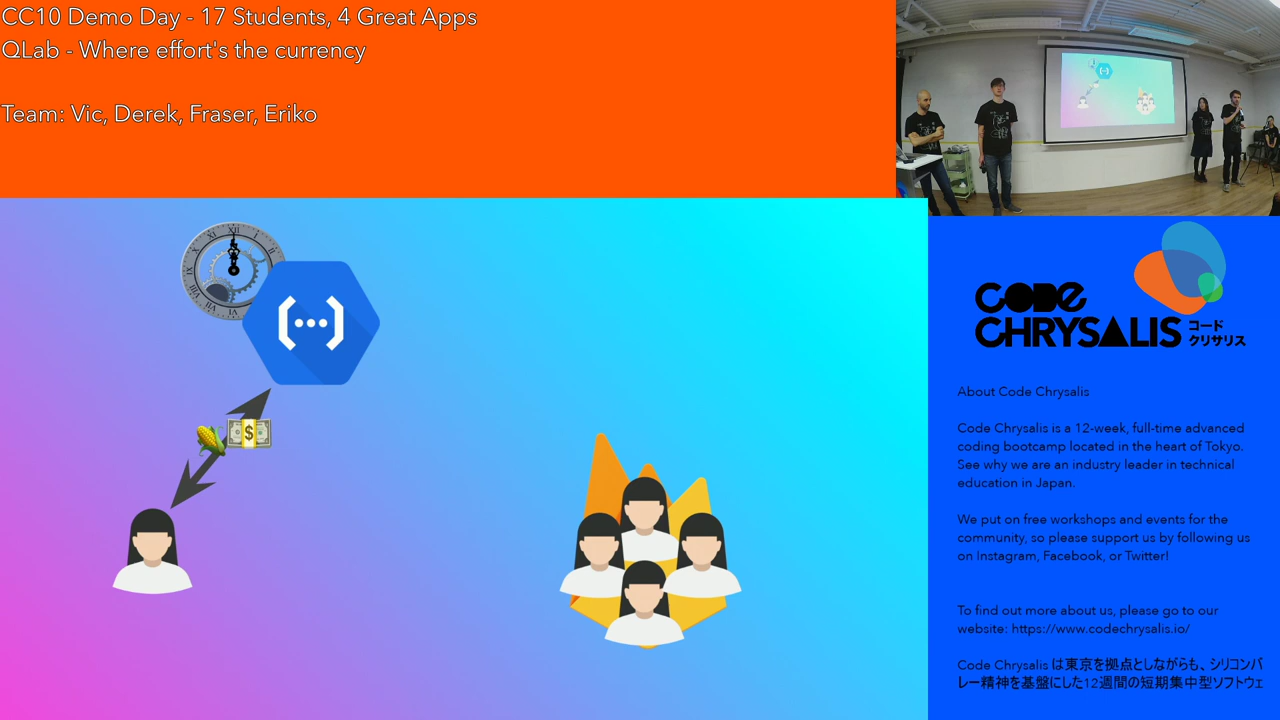 CC10 Demo Day - 17 Students, 4 Great Apps
QLab - Where effort's the currency
Team: Vic, Derek, Fraser, Eriko
CODE
CHRYSALIS
コード
クリサリス
About Code Chrysalis
Code Chrysalis is a 12-week, full-time advanced
coding bootcamp located in the heart of Tokyo.
See why we are an industry leader in technical
education in Japan.
We put on free workshops and events for the
community, so please support us by following us
on Instagram, Facebook, or Twitter!
To find out more about us, please go to our
website: https://www.codechrysalis.io/
Code Chrysalis は東京を拠点としながらも、シリコンバ
レー精神を基盤にした12週間の短期集中型ソフトウェ